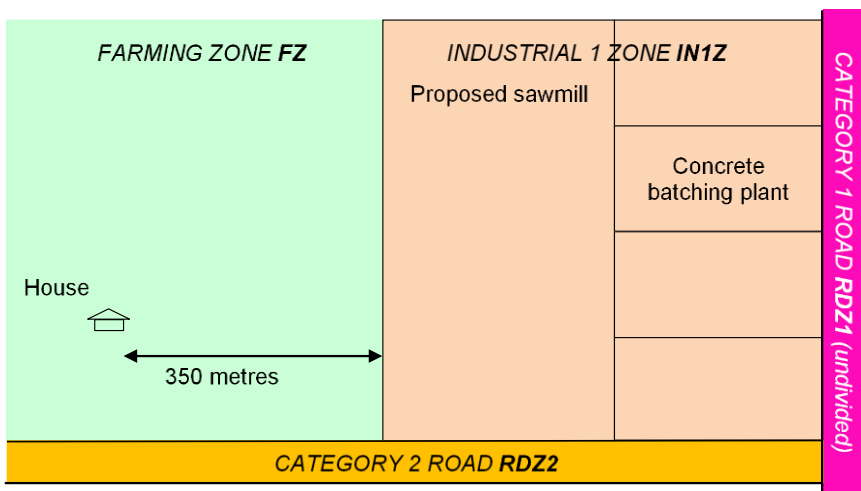 FARMING ZONE FZ
INDUSTRIAL 1 ZONE IN1Z
Proposed sawmill
Concrete
batching plant
House
350 metres
CATEGORY 2 ROAD RDZ2
CATEGORY 1 ROAD RDZ1 (undivided)